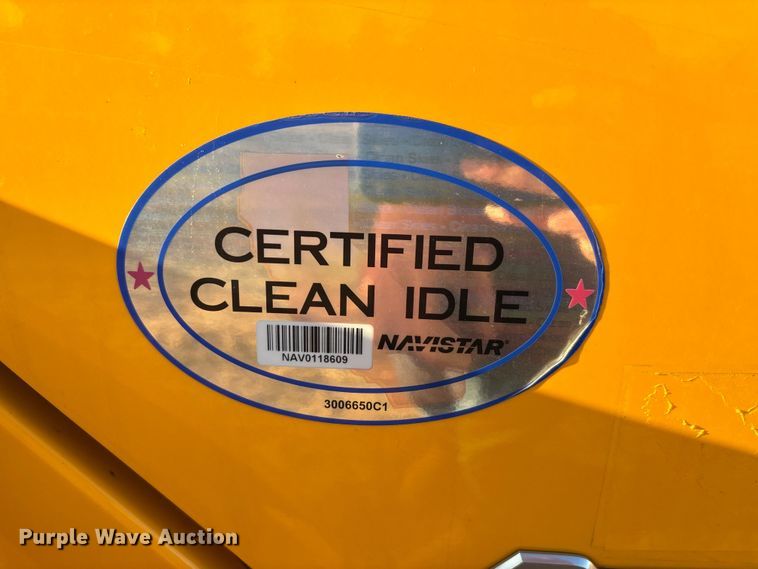 CERTIFIED
CLEAN IDLE
NAV0118609
NAVISTAR®
3006650C1
Purple Wave Auction